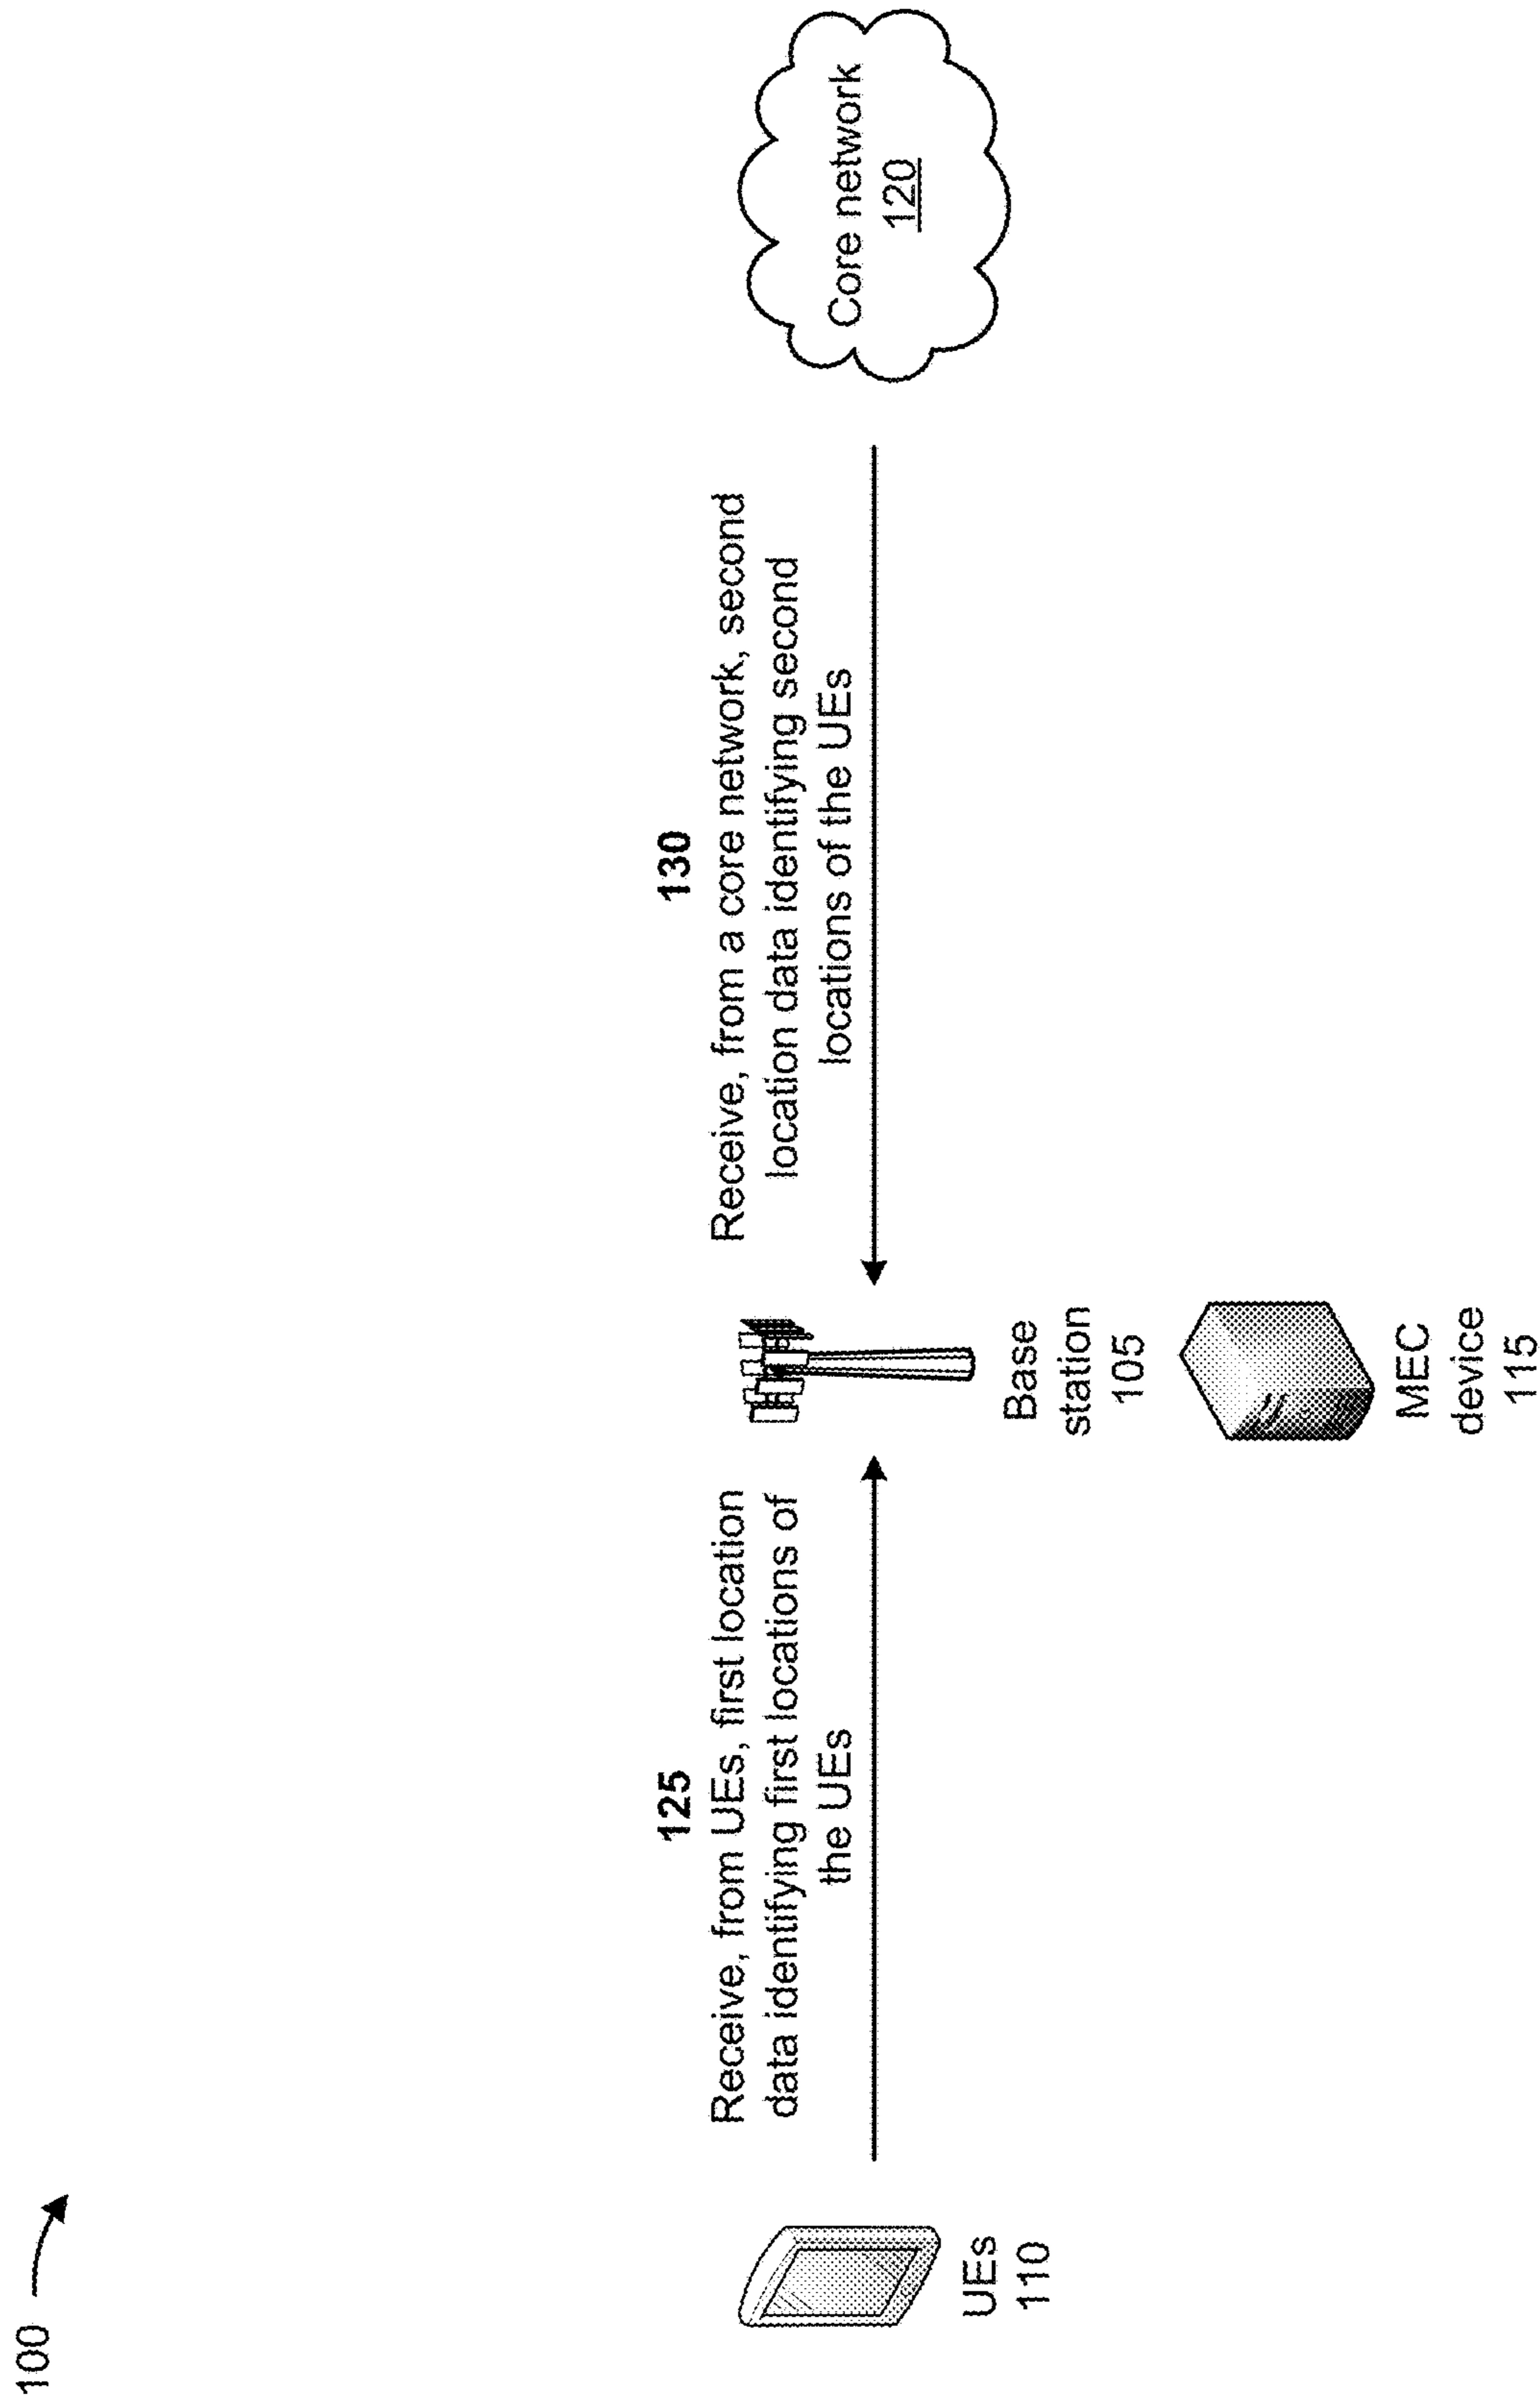 100
125
Receive, from UEs, first location
data identifying first locations of
the UEs
130
Receive, from a core network, second
location data identifying second
locations of the UEs
UEs
110
Base
station
105
MEC
device
115
Core network
120